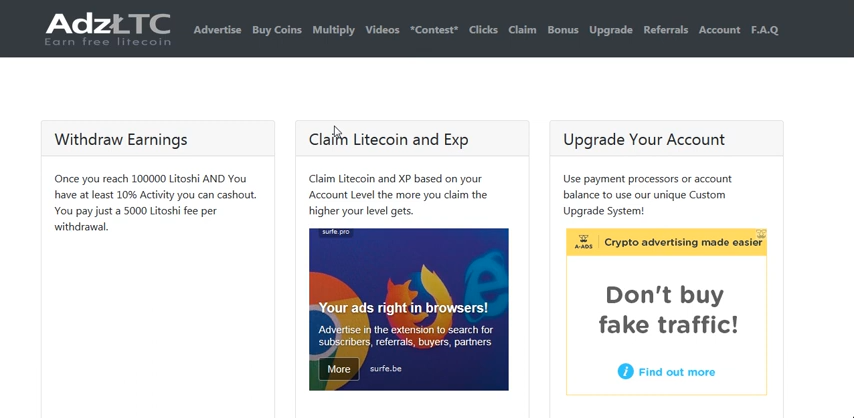 AdzŁTC
Earn free litecoin
Advertise Buy Coins Multiply Videos *Contest* Clicks Claim Bonus Upgrade Referrals Account F.A.Q
Withdraw Earnings
Once you reach 100000 Litoshi AND You
have at least 10% Activity you can cashout.
You pay just a 5000 Litoshi fee per
withdrawal.
Claim Litecoin and Exp
Claim Litecoin and XP based on your
Account Level the more you claim the
higher your level gets.
surfe.pro
Your ads right in browsers!
Advertise in the extension to search for
subscribers, referrals, buyers, partners
More surfe.be
Upgrade Your Account
Use payment processors or account
balance to use our unique Custom
Upgrade System!
A-ADS Crypto advertising made easier
Don't buy
fake traffic!
i Find out more